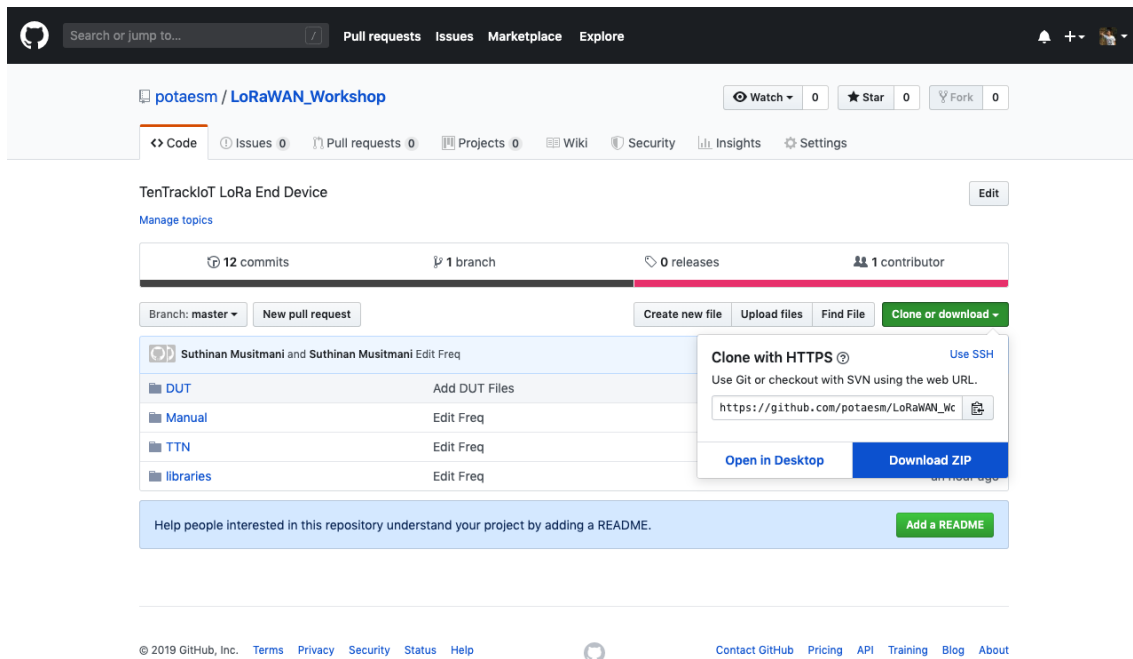 Search or jump to... /
Pull requests Issues Marketplace Explore
potaesm / LoRaWAN_Workshop
Watch 0 Star 0 Fork 0
Code Issues 0 Pull requests 0 Projects 0 Wiki Security Insights Settings
TenTrackIoT LoRa End Device
Edit
Manage topics
12 commits 1 branch 0 releases 1 contributor
Branch: master New pull request Create new file Upload files Find File Clone or download
Suthinan Musitmani and Suthinan Musitmani Edit Freq
DUT Add DUT Files
Manual Edit Freq
TTN Edit Freq
libraries Edit Freq an hour ago
Clone with HTTPS ? Use SSH
Use Git or checkout with SVN using the web URL.
https://github.com/potaesm/LoRaWAN_Wo
Open in Desktop Download ZIP
Help people interested in this repository understand your project by adding a README.
Add a README
© 2019 GitHub, Inc. Terms Privacy Security Status Help
Contact GitHub Pricing API Training Blog About